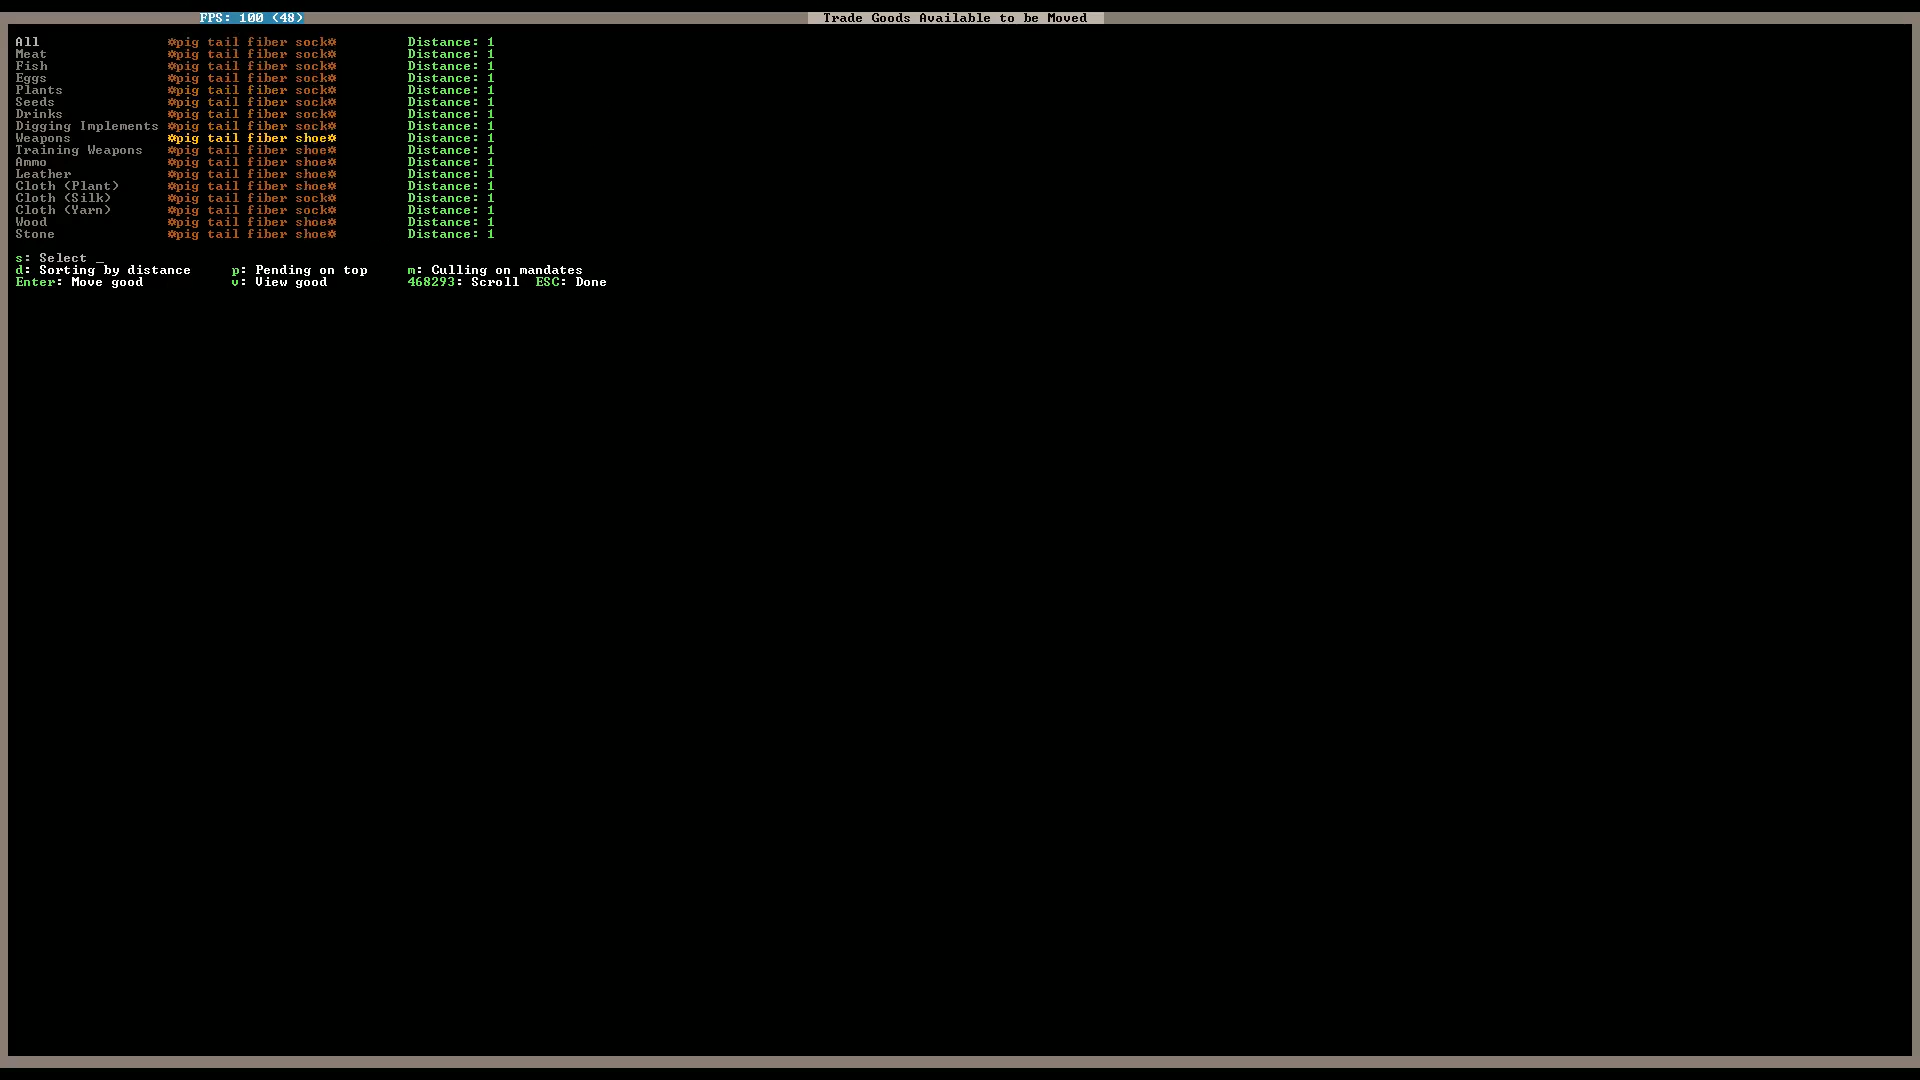 FPS: 100 (48) Trade Goods Available to be Moved
All ☼pig tail fiber sock☼ Distance: 1
Meat ☼pig tail fiber sock☼ Distance: 1
Fish ☼pig tail fiber sock☼ Distance: 1
Eggs ☼pig tail fiber sock☼ Distance: 1
Plants ☼pig tail fiber sock☼ Distance: 1
Seeds ☼pig tail fiber sock☼ Distance: 1
Drinks ☼pig tail fiber sock☼ Distance: 1
Digging Implements ☼pig tail fiber sock☼ Distance: 1
Weapons ☼pig tail fiber shoe☼ Distance: 1
Training Weapons ☼pig tail fiber shoe☼ Distance: 1
Ammo ☼pig tail fiber shoe☼ Distance: 1
Leather ☼pig tail fiber shoe☼ Distance: 1
Cloth (Plant) ☼pig tail fiber shoe☼ Distance: 1
Cloth (Silk) ☼pig tail fiber sock☼ Distance: 1
Cloth (Yarn) ☼pig tail fiber sock☼ Distance: 1
Wood ☼pig tail fiber shoe☼ Distance: 1
Stone ☼pig tail fiber shoe☼ Distance: 1
s: Select _
d: Sorting by distance p: Pending on top m: Culling on mandates
Enter: Move good v: View good 468293: Scroll ESC: Done